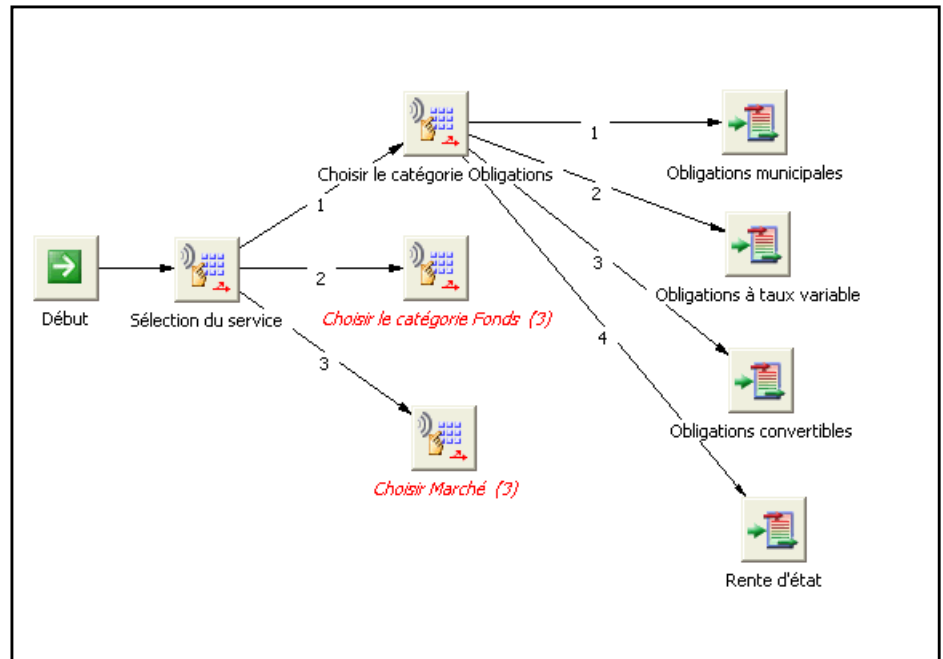 Choisir le catégorie Obligations
1
Obligations municipales
1
2
3
Début
Sélection du service
2
Choisir le catégorie Fonds (3)
Obligations à taux variable
3
4
Obligations convertibles
Choisir Marché (3)
Rente d'état